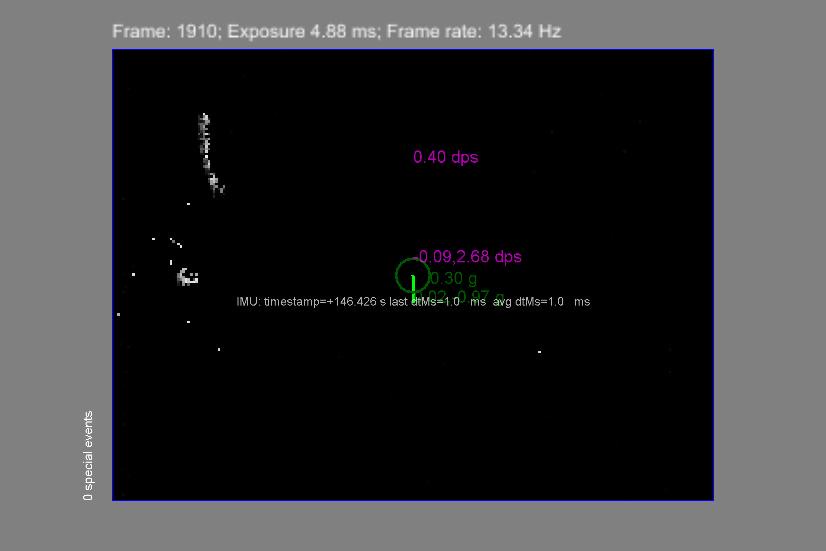 Frame: 1910; Exposure 4.88 ms; Frame rate: 13.34 Hz
0.40 dps
-0.09,2.68 dps
0.30 g
IMU: timestamp=+146.426 s last dtMs=1.0 ms avg dtMs=1.0 ms
0 special events